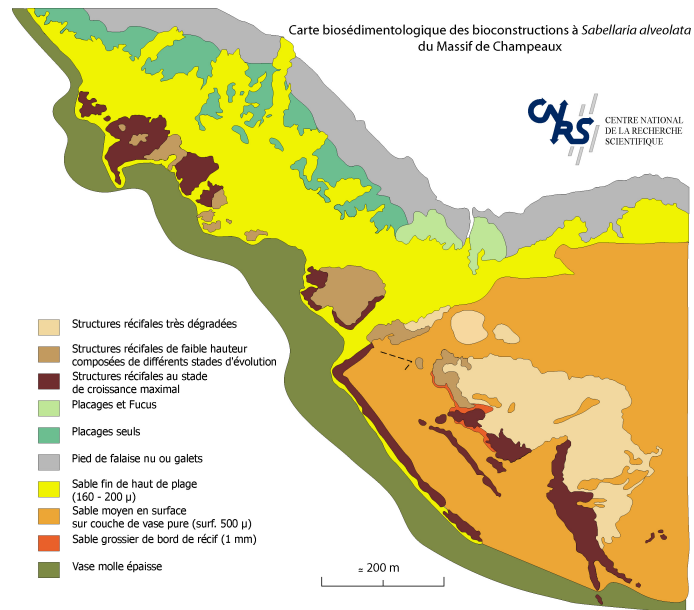 Carte biosédimentologique des bioconstructions à Sabellaria alveolata
du Massif de Champeaux
CNRS
CENTRE NATIONAL
DE LA RECHERCHE
SCIENTIFIQUE
Structures récifales très dégradées
Structures récifales de faible hauteur
composées de différents stades d'évolution
Structures récifales au stade
de croissance maximal
Placages et Fucus
Placages seuls
Pied de falaise nu ou galets
Sable fin de haut de plage
(160 - 200 µ)
Sable moyen en surface
sur couche de vase pure (surf. 500 µ)
Sable grossier de bord de récif (1 mm)
Vase molle épaisse
≃ 200 m